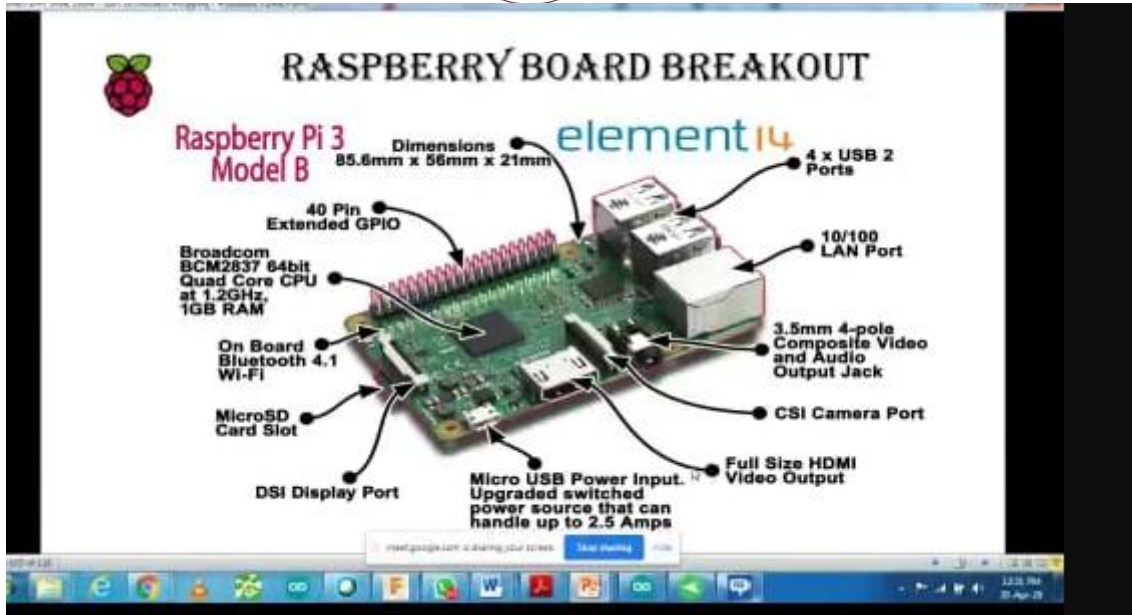 RASPBERRY BOARD BREAKOUT
Raspberry Pi 3
Model B
element14
Dimensions
85.6mm x 56mm x 21mm
4 x USB 2
Ports
40 Pin
Extended GPIO
10/100
LAN Port
Broadcom
BCM2837 64bit
Quad Core CPU
at 1.2GHz,
1GB RAM
3.5mm 4-pole
Composite Video
and Audio
Output Jack
On Board
Bluetooth 4.1
Wi-Fi
CSI Camera Port
MicroSD
Card Slot
Full Size HDMI
Video Output
DSI Display Port
Micro USB Power Input.
Upgraded switched
power source that can
handle up to 2.5 Amps
meet.google.com is sharing your screen.
Stop sharing
Hide